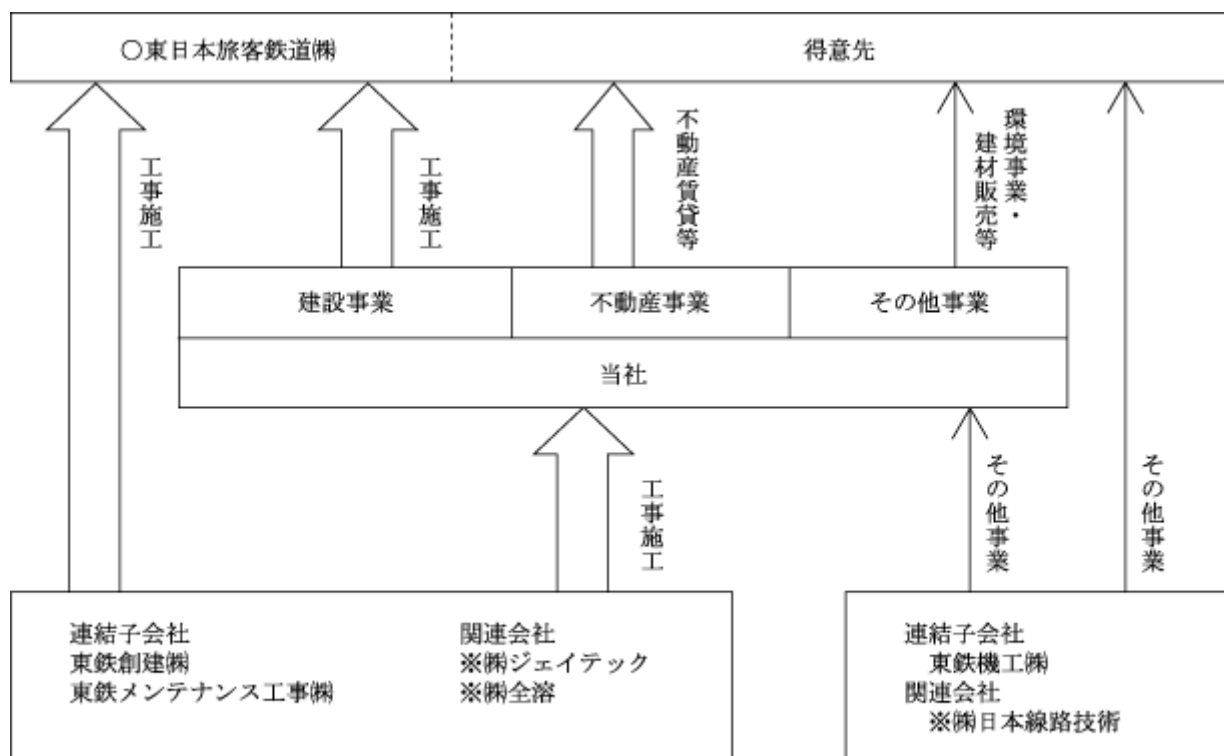 ○東日本旅客鉄道㈱
得意先
工事施工
工事施工
不動産賃貸等
環境事業・
建材販売等
建設事業
不動産事業
その他事業
当社
工事施工
その他事業
その他事業
連結子会社
東鉄創建㈱
東鉄メンテナンス工事㈱
関連会社
※㈱ジェイテック
※㈱全溶
連結子会社
東鉄機工㈱
関連会社
※㈱日本線路技術